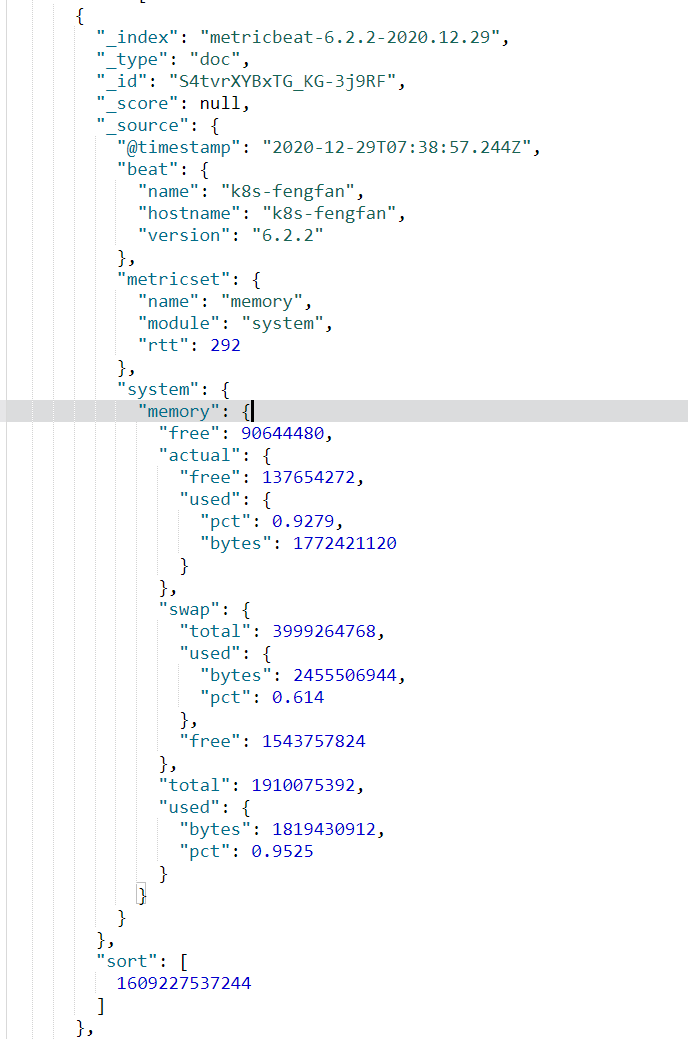 {
"_index": "metricbeat-6.2.2-2020.12.29",
"_type": "doc",
"_id": "S4tvrXYBxTG_KG-3j9RF",
"_score": null,
"_source": {
"@timestamp": "2020-12-29T07:38:57.244Z",
"beat": {
"name": "k8s-fengfan",
"hostname": "k8s-fengfan",
"version": "6.2.2"
},
"metricset": {
"name": "memory",
"module": "system",
"rtt": 292
},
"system": {
"memory": {
"free": 90644480,
"actual": {
"free": 137654272,
"used": {
"pct": 0.9279,
"bytes": 1772421120
}
},
"swap": {
"total": 3999264768,
"used": {
"bytes": 2455506944,
"pct": 0.614
},
"free": 1543757824
},
"total": 1910075392,
"used": {
"bytes": 1819430912,
"pct": 0.9525
}
}
}
},
"sort": [
1609227537244
]
},